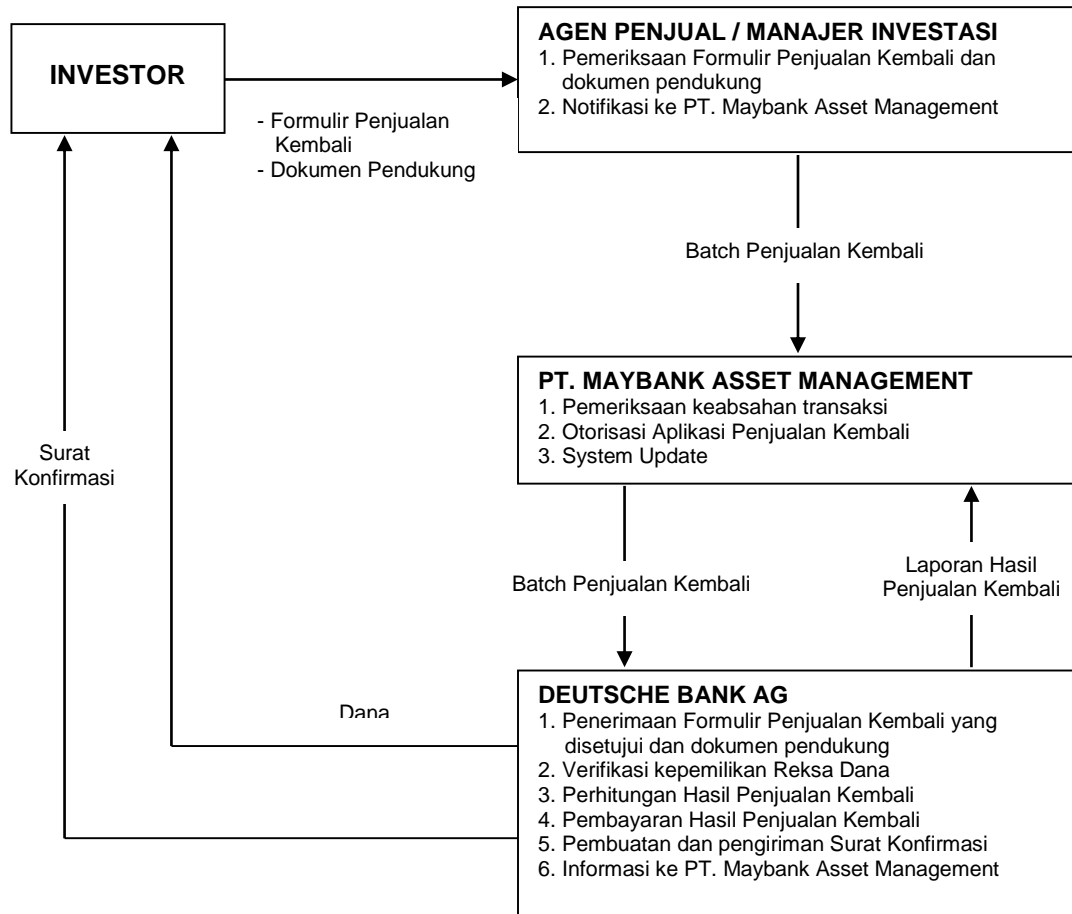 INVESTOR
AGEN PENJUAL / MANAJER INVESTASI
1. Pemeriksaan Formulir Penjualan Kembali dan
dokumen pendukung
2. Notifikasi ke PT. Maybank Asset Management
- Formulir Penjualan
Kembali
- Dokumen Pendukung
Batch Penjualan Kembali
PT. MAYBANK ASSET MANAGEMENT
1. Pemeriksaan keabsahan transaksi
2. Otorisasi Aplikasi Penjualan Kembali
3. System Update
Surat
Konfirmasi
Batch Penjualan Kembali
Laporan Hasil
Penjualan Kembali
Dana
DEUTSCHE BANK AG
1. Penerimaan Formulir Penjualan Kembali yang
disetujui dan dokumen pendukung
2. Verifikasi kepemilikan Reksa Dana
3. Perhitungan Hasil Penjualan Kembali
4. Pembayaran Hasil Penjualan Kembali
5. Pembuatan dan pengiriman Surat Konfirmasi
6. Informasi ke PT. Maybank Asset Management